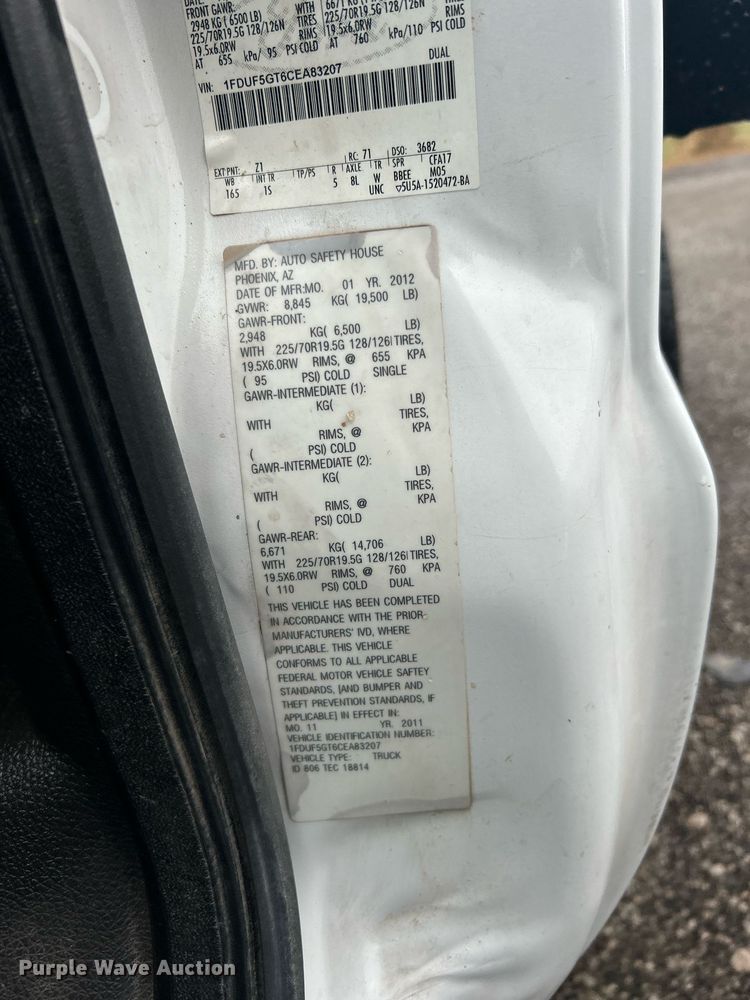 FRONT GAWR:
2948 KG ( 6500 LB) WITH
225/70R19.5G 128/126N TIRES 225/70R19.5G 128/126N
19.5x6.0RW RIMS 19.5x6.0RW RIMS
AT 655 kPa/ 95 PSI COLD AT 760 kPa/110 PSI COLD
VIN: 1FDUF5GT6CEA83207 DUAL
EXT PNT: Z1 RC: 71 DSO: 3682
WB INT TR TP/PS R AXLE TR SPR CFA17
165 1S 5 8L W BBEE M05
UNC 5U5A-1520472-BA
MFD. BY: AUTO SAFETY HOUSE
PHOENIX, AZ
DATE OF MFR:MO. 01 YR. 2012
GVWR: 8,845 KG( 19,500 LB)
GAWR-FRONT:
2,948 KG( 6,500 LB)
WITH 225/70R19.5G 128/126 TIRES,
19.5X6.0RW RIMS, @ 655 KPA
( 95 PSI) COLD SINGLE
GAWR-INTERMEDIATE (1):
KG( LB)
WITH TIRES,
RIMS, @ KPA
( PSI) COLD
GAWR-INTERMEDIATE (2):
KG( LB)
WITH TIRES,
RIMS, @ KPA
( PSI) COLD
GAWR-REAR:
6,671 KG( 14,706 LB)
WITH 225/70R19.5G 128/126 TIRES,
19.5X6.0RW RIMS, @ 760 KPA
( 110 PSI) COLD DUAL
THIS VEHICLE HAS BEEN COMPLETED
IN ACCORDANCE WITH THE PRIOR-
MANUFACTURERS' IVD, WHERE
APPLICABLE. THIS VEHICLE
CONFORMS TO ALL APPLICABLE
FEDERAL MOTOR VEHICLE SAFTEY
STANDARDS, [AND BUMPER AND
THEFT PREVENTION STANDARDS, IF
APPLICABLE] IN EFFECT IN:
MO. 11 YR. 2011
VEHICLE IDENTIFICATION NUMBER:
1FDUF5GT6CEA83207
VEHICLE TYPE: TRUCK
ID 806 TEC 18814
Purple Wave Auction